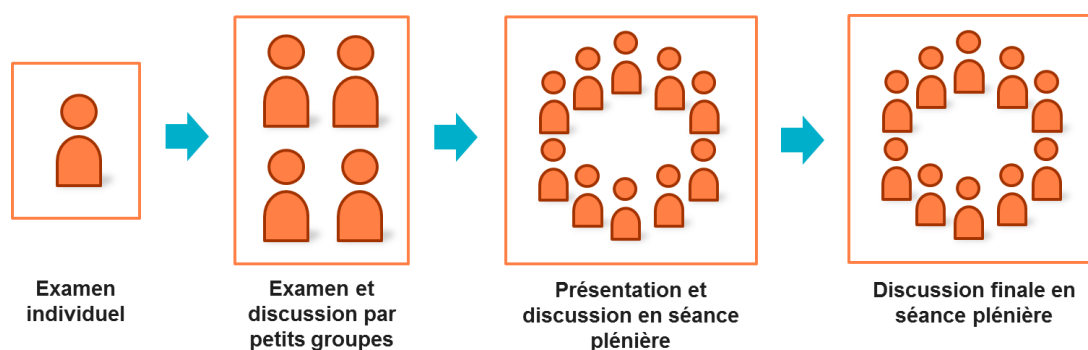 Examen
individuel
Examen et
discussion par
petits groupes
Présentation et
discussion en séance
plénière
Discussion finale en
séance plénière